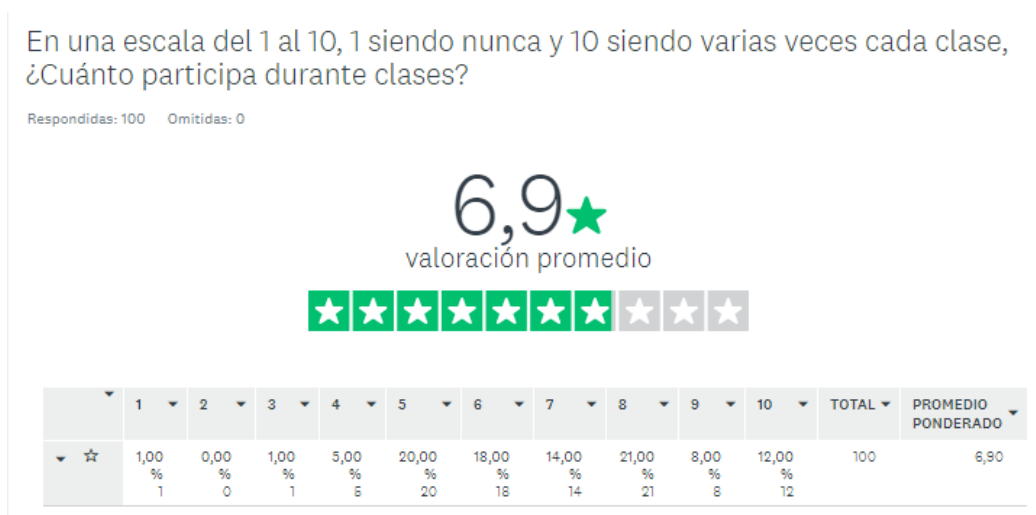 En una escala del 1 al 10, 1 siendo nunca y 10 siendo varias veces cada clase,
¿Cuánto participa durante clases?
Respondidas: 100 Omitidas: 0
6,9
valoración promedio
1 2 3 4 5 6 7 8 9 10 TOTAL PROMEDIO
PONDERADO
1,00 0,00 1,00 5,00 20,00 18,00 14,00 21,00 8,00 12,00 100 6,90
% % % % % % % % % %
1 0 1 5 20 18 14 21 8 12